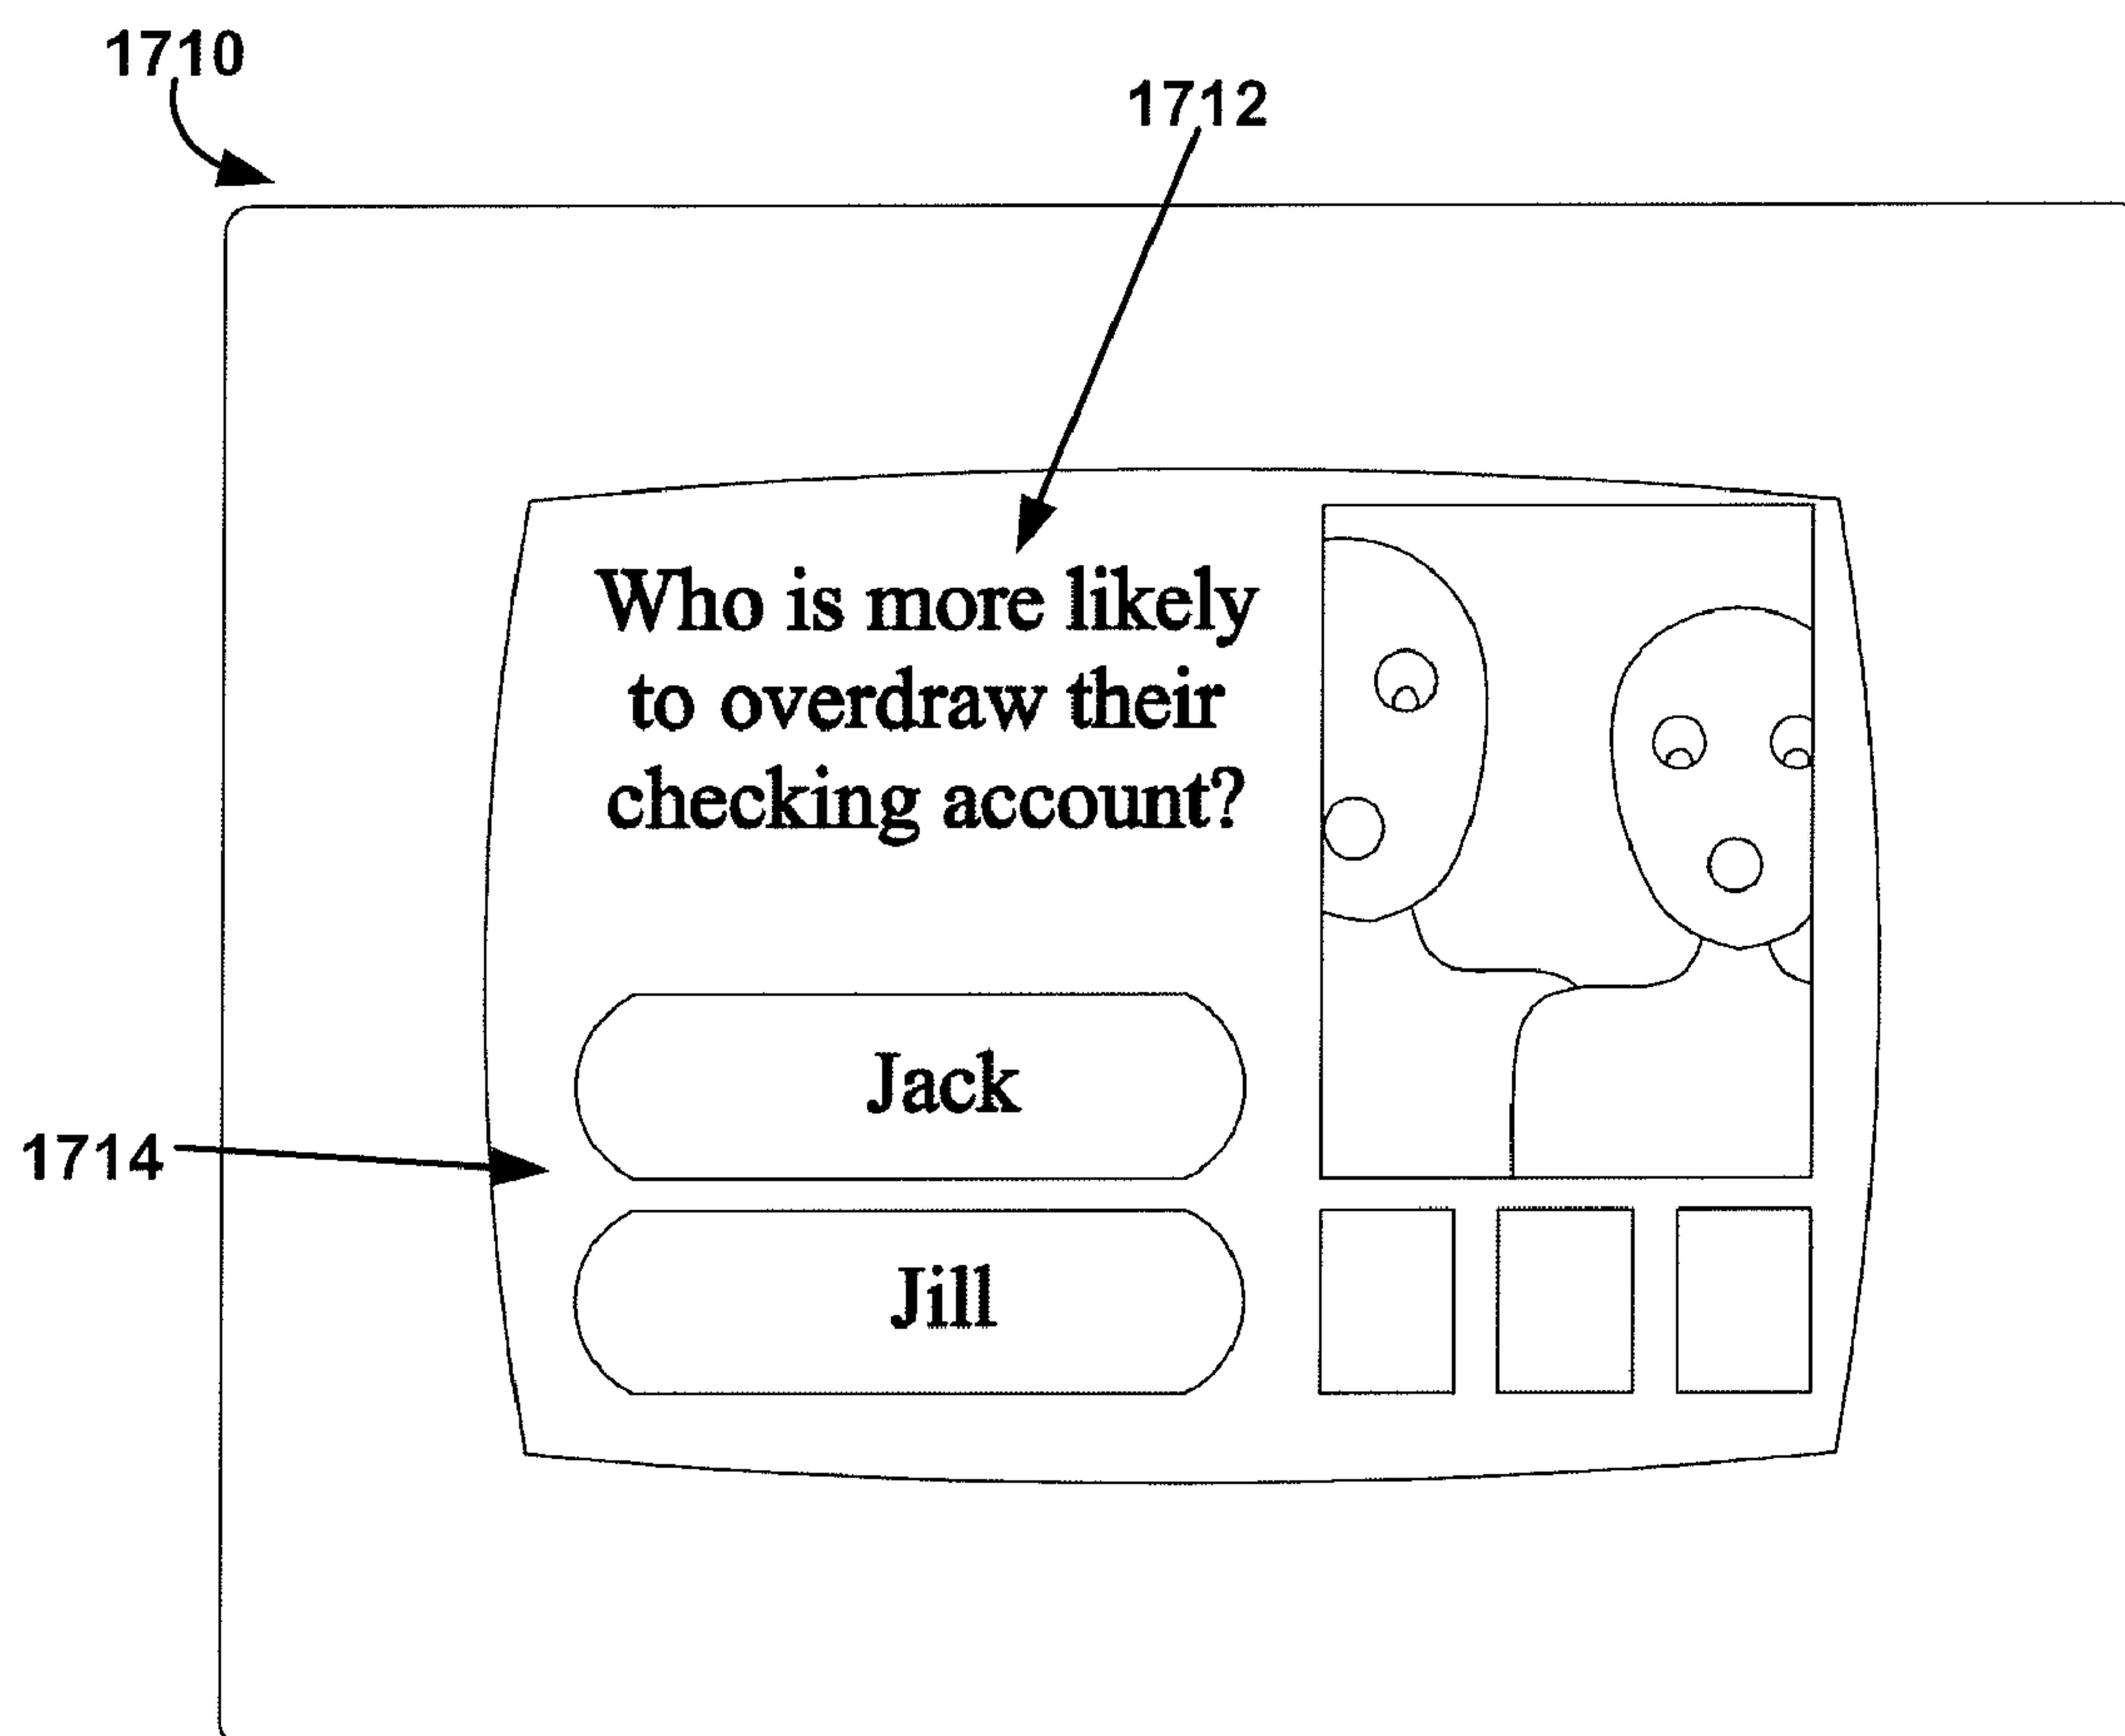 1710
1712
Who is more likely
to overdraw their
checking account?
Jack
1714
Jill